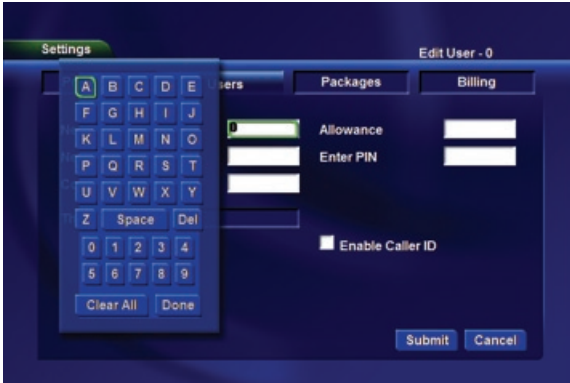 Settings
Edit User - 0
sers Packages Billing
A B C D E
F G H I J
K L M N O
P Q R S T
U V W X Y
Z Space Del
0 1 2 3 4
5 6 7 8 9
Clear All Done
0
Allowance
Enter PIN
Enable Caller ID
Submit Cancel